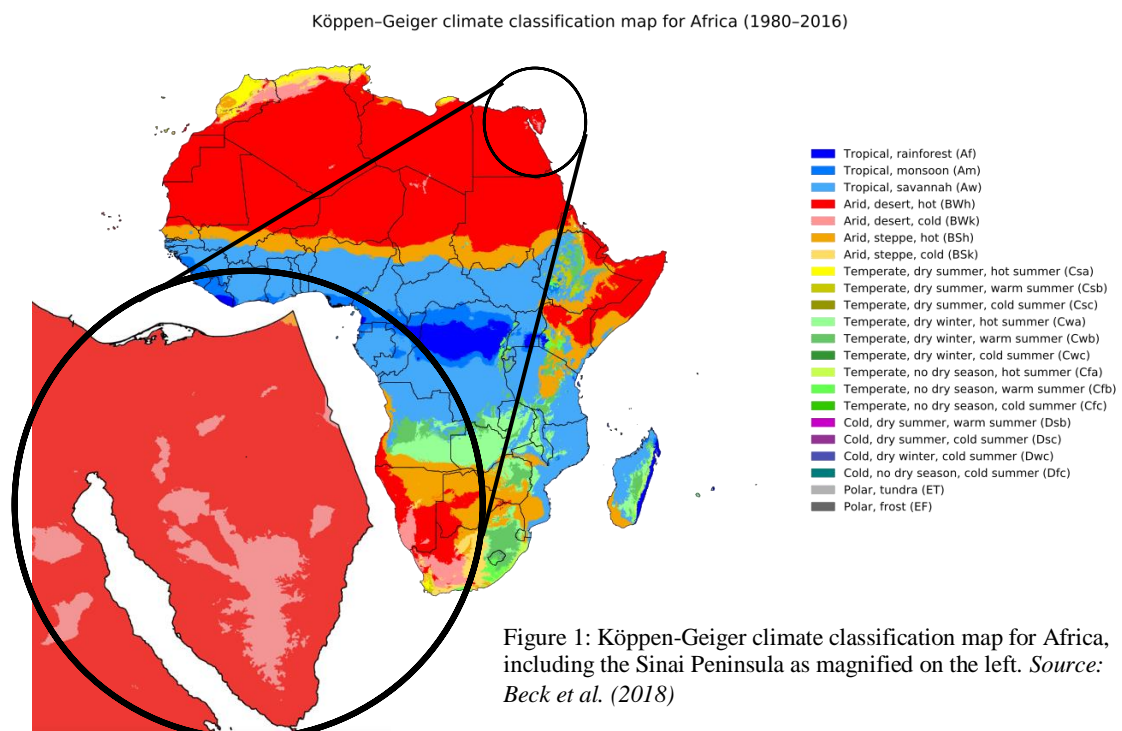 Köppen–Geiger climate classification map for Africa (1980–2016)
Tropical, rainforest (Af)
Tropical, monsoon (Am)
Tropical, savannah (Aw)
Arid, desert, hot (BWh)
Arid, desert, cold (BWk)
Arid, steppe, hot (BSh)
Arid, steppe, cold (BSk)
Temperate, dry summer, hot summer (Csa)
Temperate, dry summer, warm summer (Csb)
Temperate, dry summer, cold summer (Csc)
Temperate, dry winter, hot summer (Cwa)
Temperate, dry winter, warm summer (Cwb)
Temperate, dry winter, cold summer (Cwc)
Temperate, no dry season, hot summer (Cfa)
Temperate, no dry season, warm summer (Cfb)
Temperate, no dry season, cold summer (Cfc)
Cold, dry summer, warm summer (Dsb)
Cold, dry summer, cold summer (Dsc)
Cold, dry winter, cold summer (Dwc)
Cold, no dry season, cold summer (Dfc)
Polar, tundra (ET)
Polar, frost (EF)
Figure 1: Köppen-Geiger climate classification map for Africa,
including the Sinai Peninsula as magnified on the left. Source:
Beck et al. (2018)